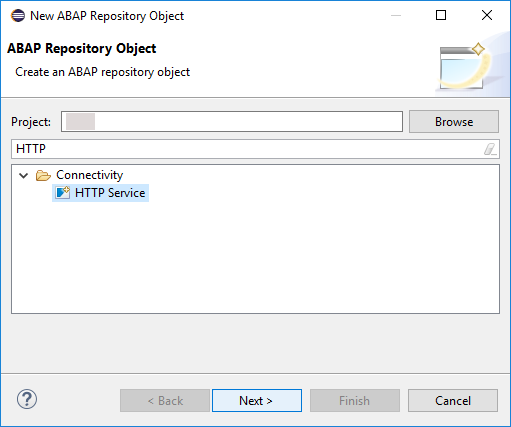 New ABAP Repository Object
ABAP Repository Object
Create an ABAP repository object
Project: Browse
HTTP
Connectivity
HTTP Service
? < Back Next > Finish Cancel